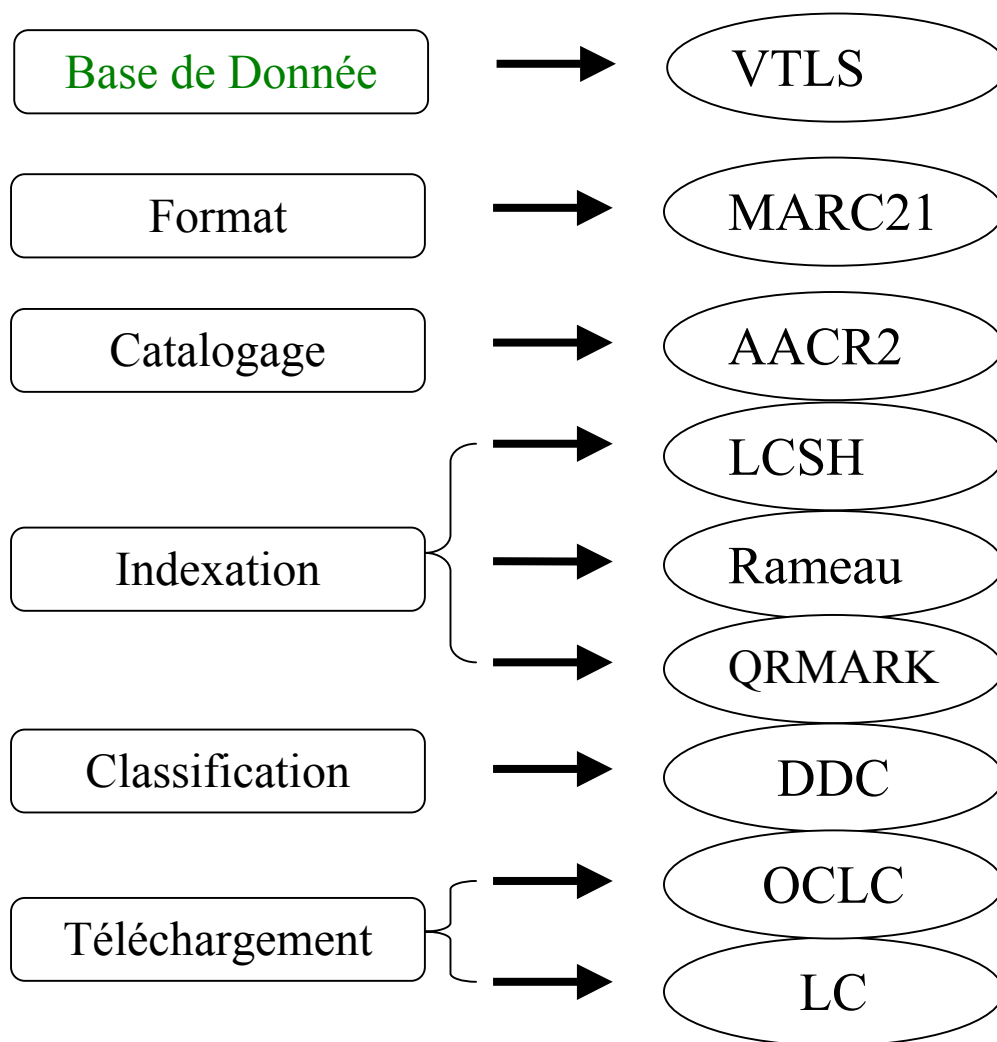 Base de Donnée
VTLS
Format
MARC21
Catalogage
AACR2
LCSH
Indexation
Rameau
QRMARK
Classification
DDC
OCLC
Téléchargement
LC